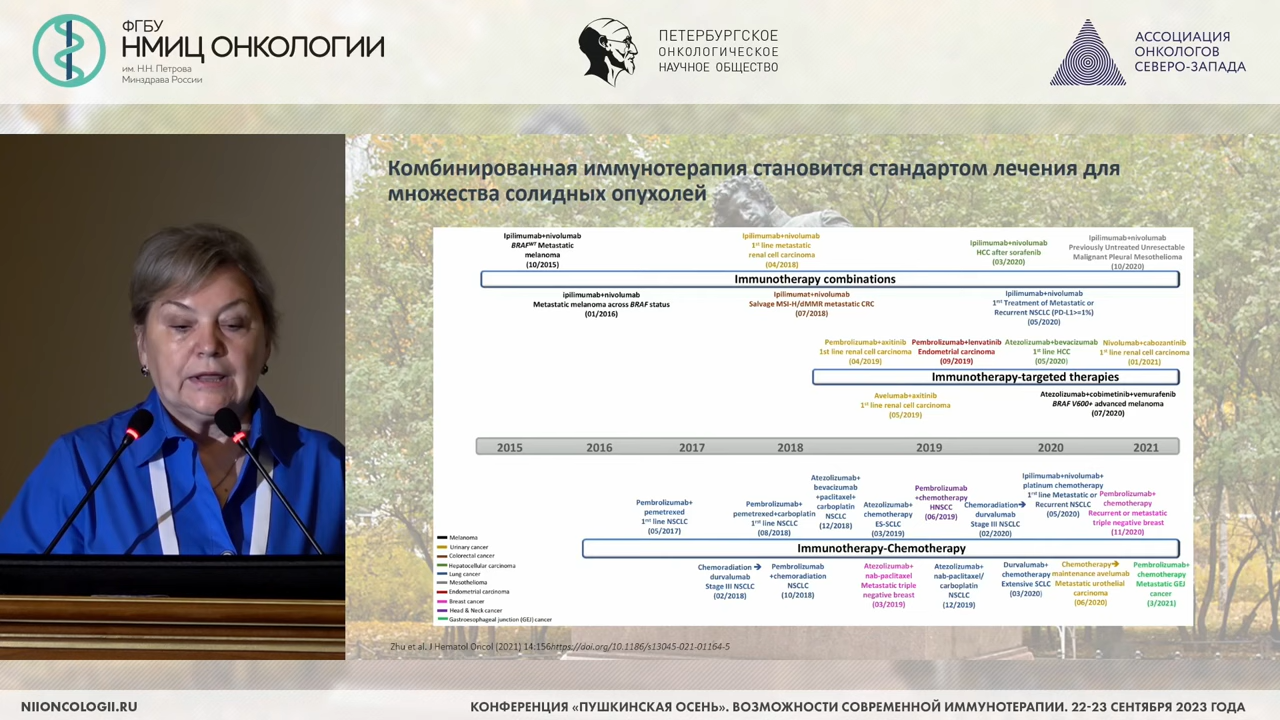 ФГБУ
НМИЦ ОНКОЛОГИИ
им. Н.Н. Петрова
Минздрава России
ПЕТЕРБУРГСКОЕ
ОНКОЛОГИЧЕСКОЕ
НАУЧНОЕ ОБЩЕСТВО
АССОЦИАЦИЯ
ОНКОЛОГОВ
СЕВЕРО-ЗАПАДА
Комбинированная иммунотерапия становится стандартом лечения для
множества солидных опухолей
Ipilimumab+nivolumab
BRAFWT Metastatic
melanoma
(10/2015)
Ipilimumab+nivolumab
1st line metastatic
renal cell carcinoma
(04/2018)
Ipilimumab+nivolumab
HCC after sorafenib
(03/2020)
Ipilimumab+nivolumab
Previously Untreated Unresectable
Malignant Pleural Mesothelioma
(10/2020)
Immunotherapy combinations
ipilimumab+nivolumab
Metastatic melanoma across BRAF status
(01/2016)
Ipilimumat+nivolumab
Salvage MSI-H/dMMR metastatic CRC
(07/2018)
Ipilimumab+nivolumab
1rst Treatment of Metastatic or
Recurrent NSCLC (PD-L1>=1%)
(05/2020)
Pembrolizumab+axitinib
1st line renal cell carcinoma
(04/2019)
Pembrolizumab+lenvatinib
Endometrial carcinoma
(09/2019)
Atezolizumab+bevacizumab
1st line HCC
(05/2020)
Nivolumab+cabozantinib
1st line renal cell carcinoma
(01/2021)
Immunotherapy-targeted therapies
Avelumab+axitinib
1st line renal cell carcinoma
(05/2019)
Atezolizumab+cobimetinib+vemurafenib
BRAF V600+ advanced melanoma
(07/2020)
2015 2016 2017 2018 2019 2020 2021
Pembrolizumab+
pemetrexed
1st line NSCLC
(05/2017)
Pembrolizumab+
pemetrexed+carboplatin
1rst line NSCLC
(08/2018)
Atezolizumab+
bevacizumab
+paclitaxel+
carboplatin
NSCLC
(12/2018)
Atezolizumab+
chemotherapy
ES-SCLC
(03/2019)
Pembrolizumab
+chemotherapy
HNSCC
(06/2019)
Chemoradiation➔
durvalumab
Stage III NSCLC
(02/2020)
Ipilimumab+nivolumab+
platinum chemotherapy
1rst line Metastatic or
Recurrent NSCLC
(05/2020)
Pembrolizumab+
chemotherapy
Recurrent or metastatic
triple negative breast
(11/2020)
Immunotherapy-Chemotherapy
Chemoradiation ➔
durvalumab
Stage III NSCLC
(02/2018)
Pembrolizumab
+chemoradiation
NSCLC
(10/2018)
Atezolizumab+
nab-paclitaxel
Metastatic triple
negative breast
(03/2019)
Atezolizumab+
nab-paclitaxel/
carboplatin
NSCLC
(12/2019)
Durvalumab+
chemotherapy
Extensive SCLC
(03/2020)
Chemotherapy➔
maintenance avelumab
Metastatic urothelial
carcinoma
(06/2020)
Pembrolizumab+
chemotherapy
Metastatic GEJ
cancer
(3/2021)
Melanoma
Urinary cancer
Colorectal cancer
Hepatocellular carcinoma
Lung cancer
Mesothelioma
Endometrial carcinoma
Breast cancer
Head & Neck cancer
Gastroesophageal junction (GEJ) cancer
Zhu et al. J Hematol Oncol (2021) 14:156https://doi.org/10.1186/s13045-021-01164-5
NIIONCOLOGII.RU
КОНФЕРЕНЦИЯ «ПУШКИНСКАЯ ОСЕНЬ». ВОЗМОЖНОСТИ СОВРЕМЕННОЙ ИММУНОТЕРАПИИ. 22-23 СЕНТЯБРЯ 2023 ГОДА